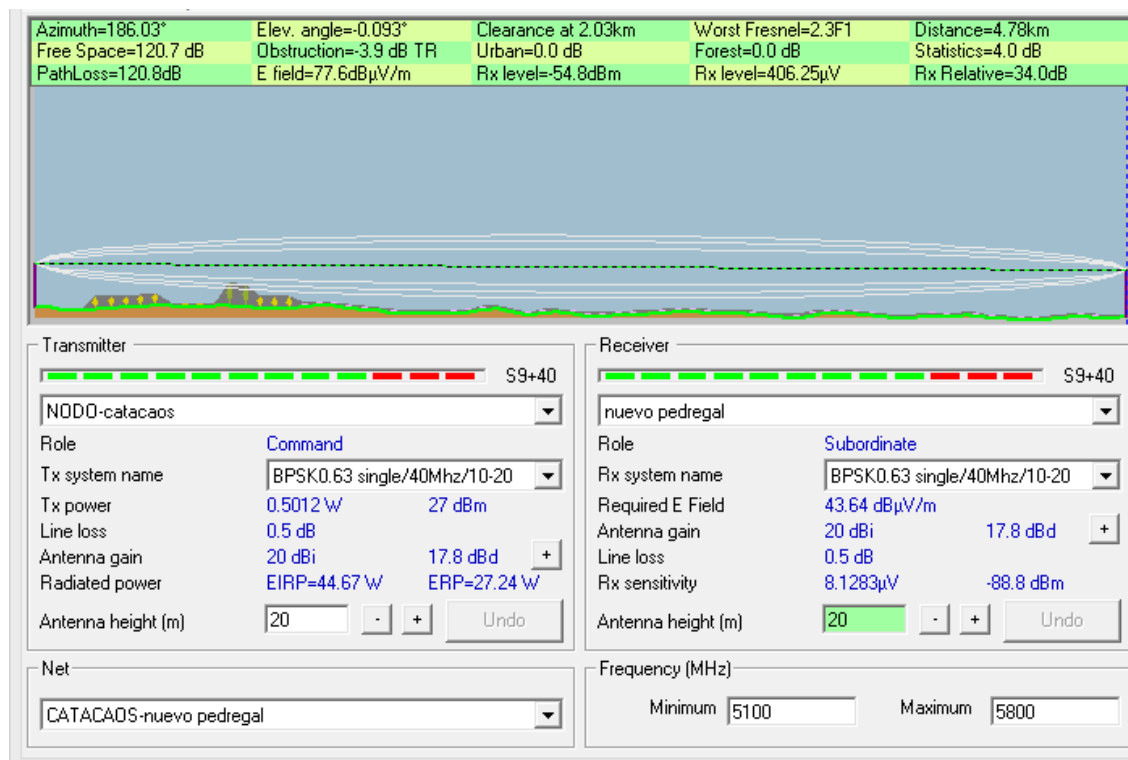 Azimuth=186.03° Elev. angle=-0.093° Clearance at 2.03km Worst Fresnel=2.3F1 Distance=4.78km
Free Space=120.7 dB Obstruction=-3.9 dB TR Urban=0.0 dB Forest=0.0 dB Statistics=4.0 dB
PathLoss=120.8dB E field=77.6dBµV/m Rx level=-54.8dBm Rx level=406.25µV Rx Relative=34.0dB
Transmitter
S9+40
NODO-catacaos
Role Command
Tx system name BPSK0.63 single/40Mhz/10-20
Tx power 0.5012 W 27 dBm
Line loss 0.5 dB
Antenna gain 20 dBi 17.8 dBd +
Radiated power EIRP=44.67 W ERP=27.24 W
Antenna height (m) 20 - + Undo
Net
CATACAOS-nuevo pedregal
Receiver
S9+40
nuevo pedregal
Role Subordinate
Rx system name BPSK0.63 single/40Mhz/10-20
Required E Field 43.64 dBµV/m
Antenna gain 20 dBi 17.8 dBd +
Line loss 0.5 dB
Rx sensitivity 8.1283µV -88.8 dBm
Antenna height (m) 20 - + Undo
Frequency (MHz)
Minimum 5100 Maximum 5800